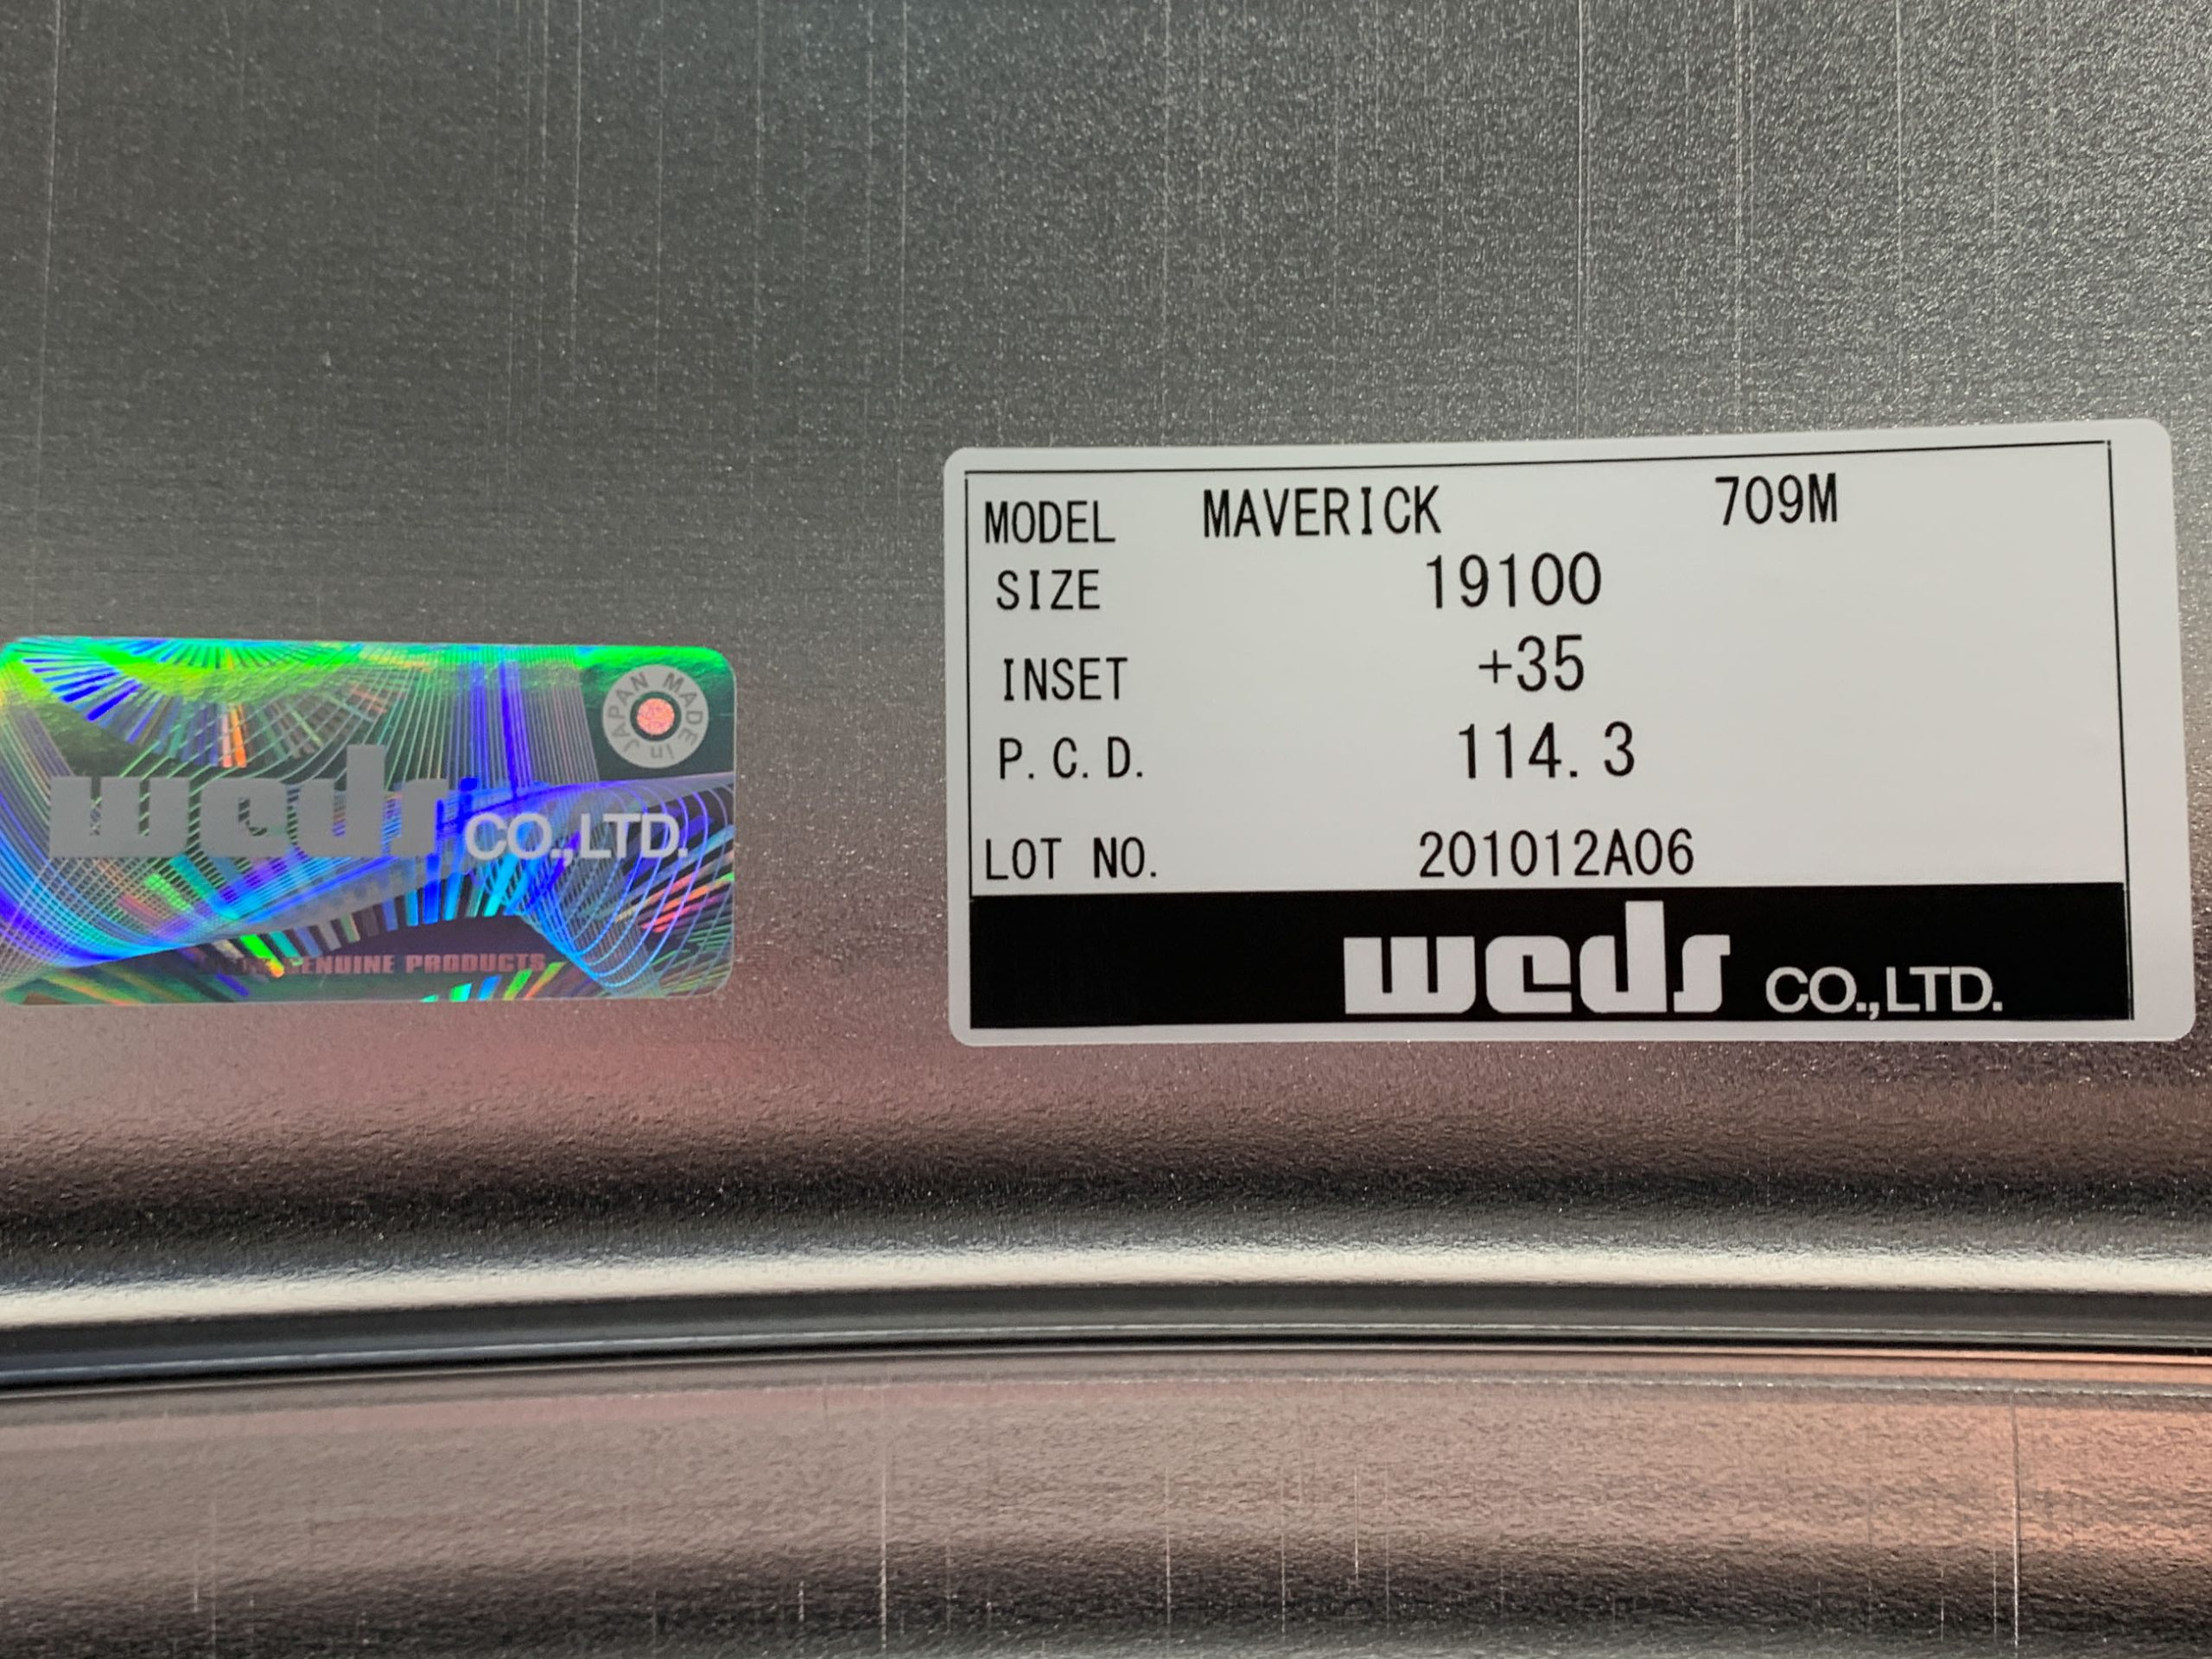 MODEL MAVERICK 709M
SIZE 19100
INSET +35
P.C.D. 114.3
LOT NO. 201012A06
weds CO.,LTD.
JAPAN MADE in
weds CO.,LTD.
PRODUCTS